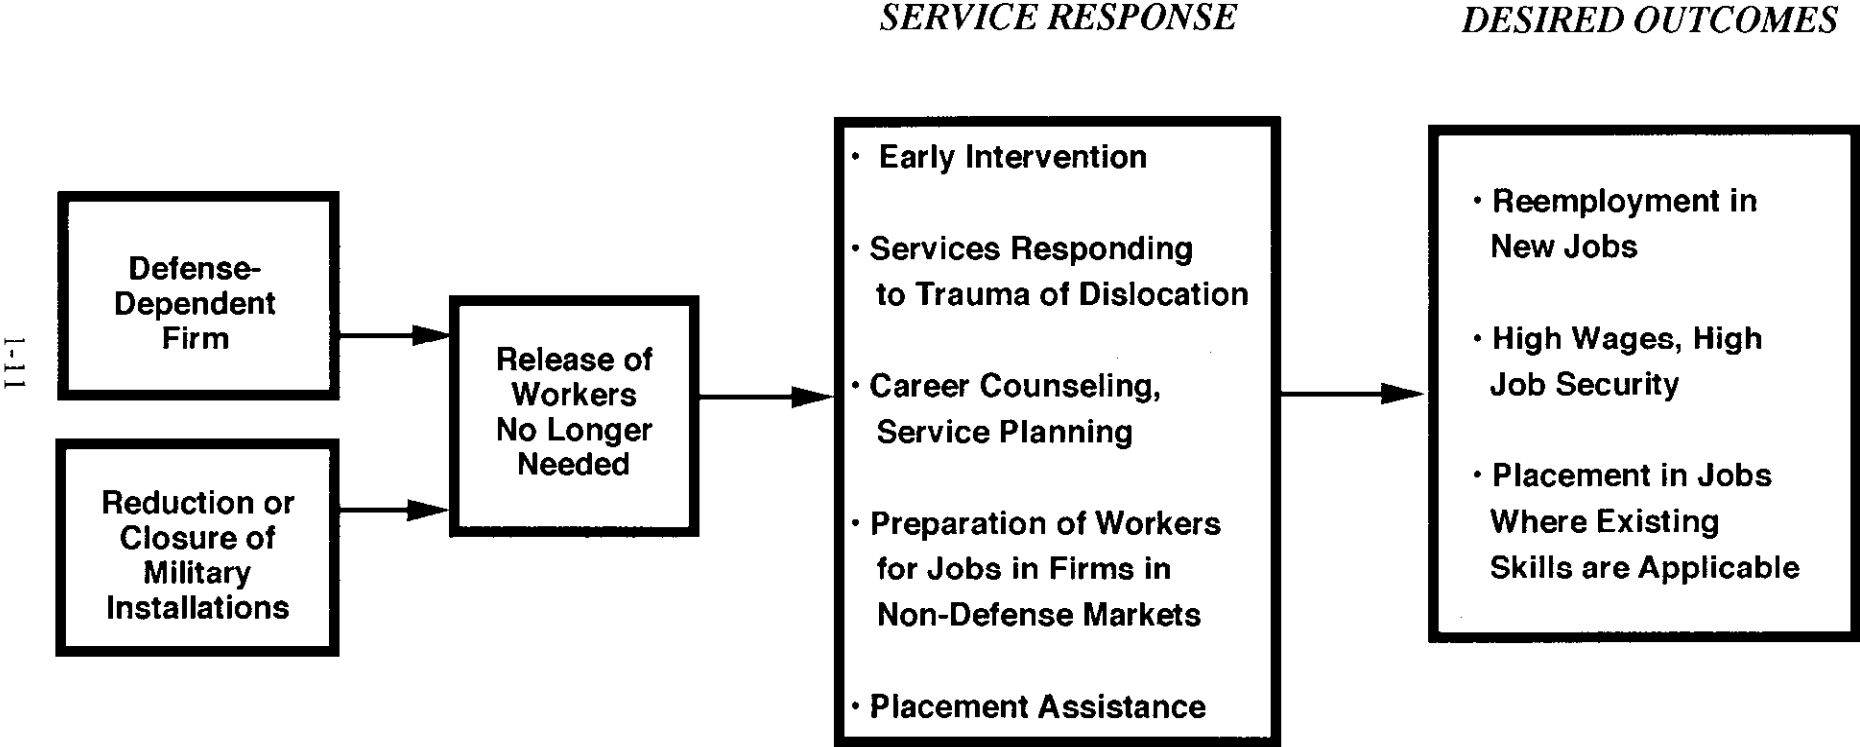 SERVICE RESPONSE
DESIRED OUTCOMES
Defense-
Dependent
Firm
Reduction or
Closure of
Military
Installations
Release of
Workers
No Longer
Needed
· Early Intervention
· Services Responding
to Trauma of Dislocation
· Career Counseling,
Service Planning
· Preparation of Workers
for Jobs in Firms in
Non-Defense Markets
· Placement Assistance
· Reemployment in
New Jobs
· High Wages, High
Job Security
· Placement in Jobs
Where Existing
Skills are Applicable
1-11